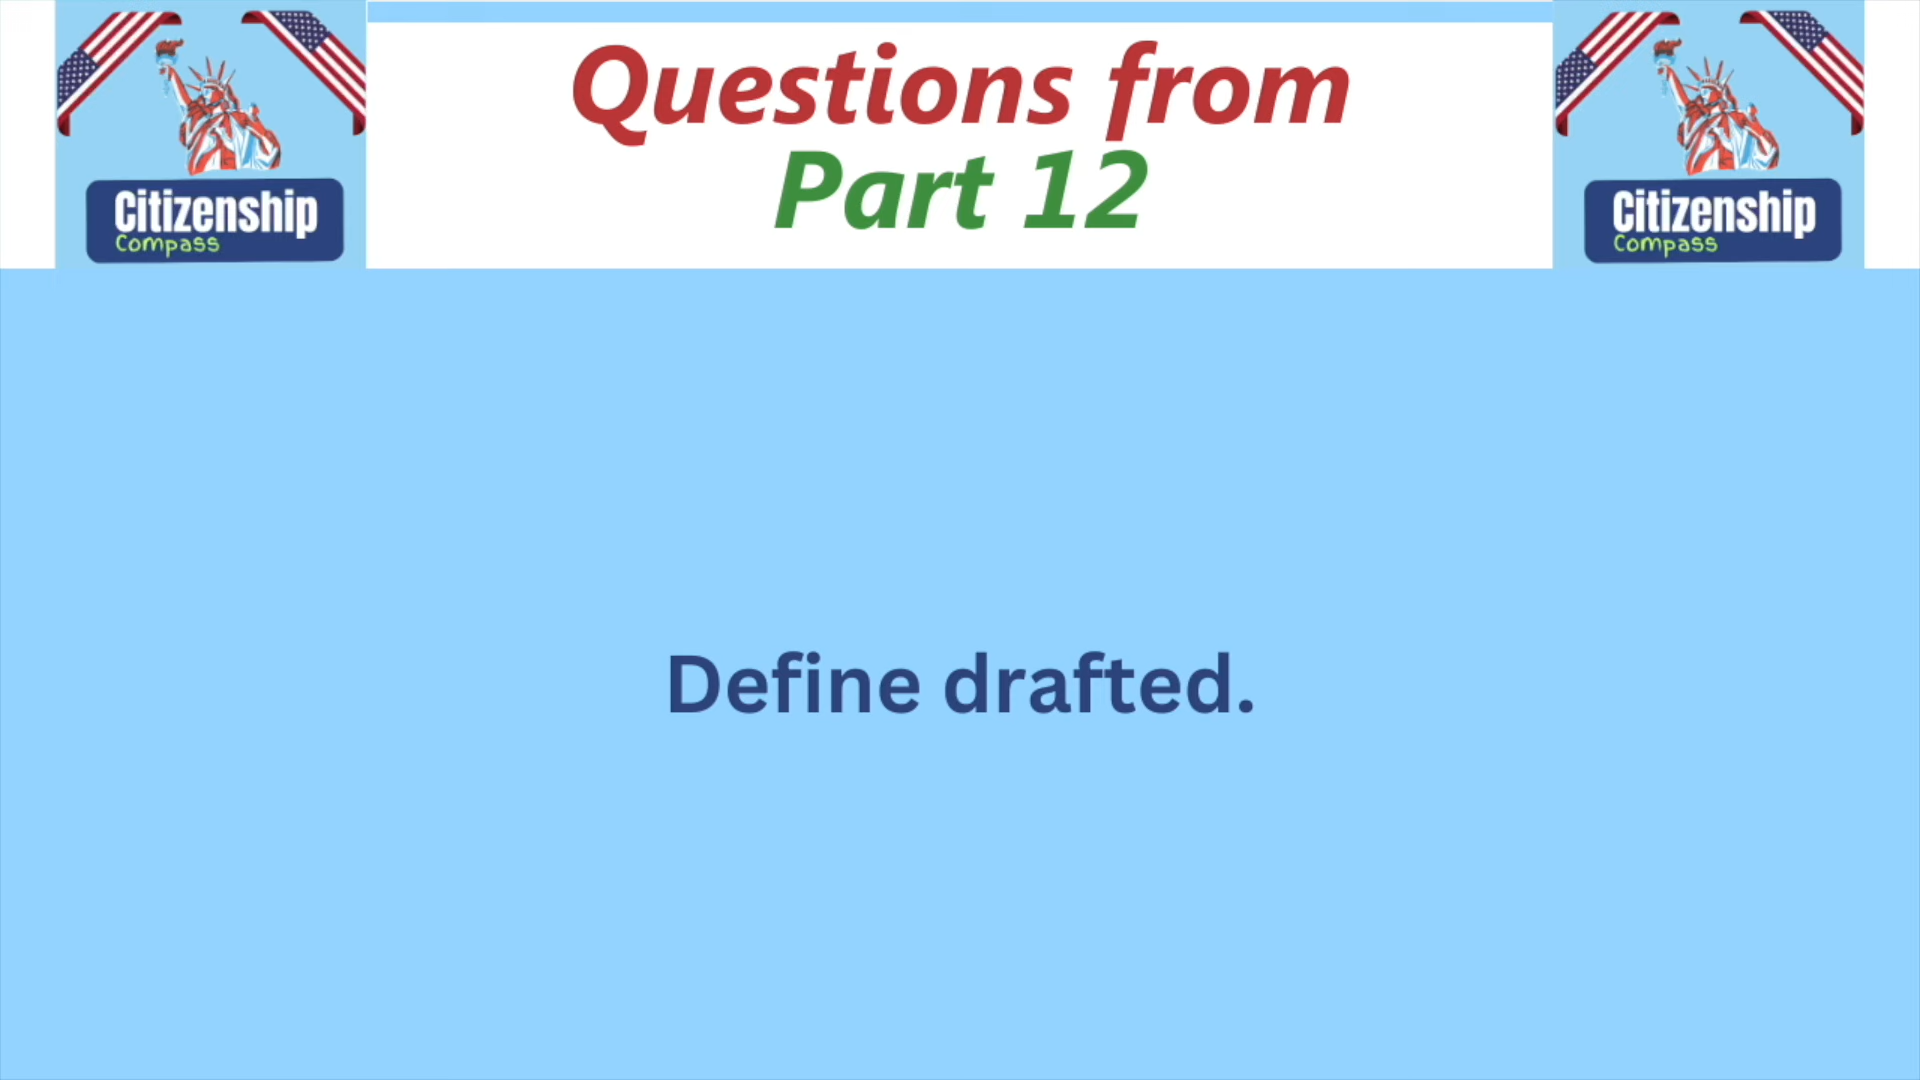 Questions from
Part 12
Citizenship
Compass
Citizenship
Compass
Define drafted.